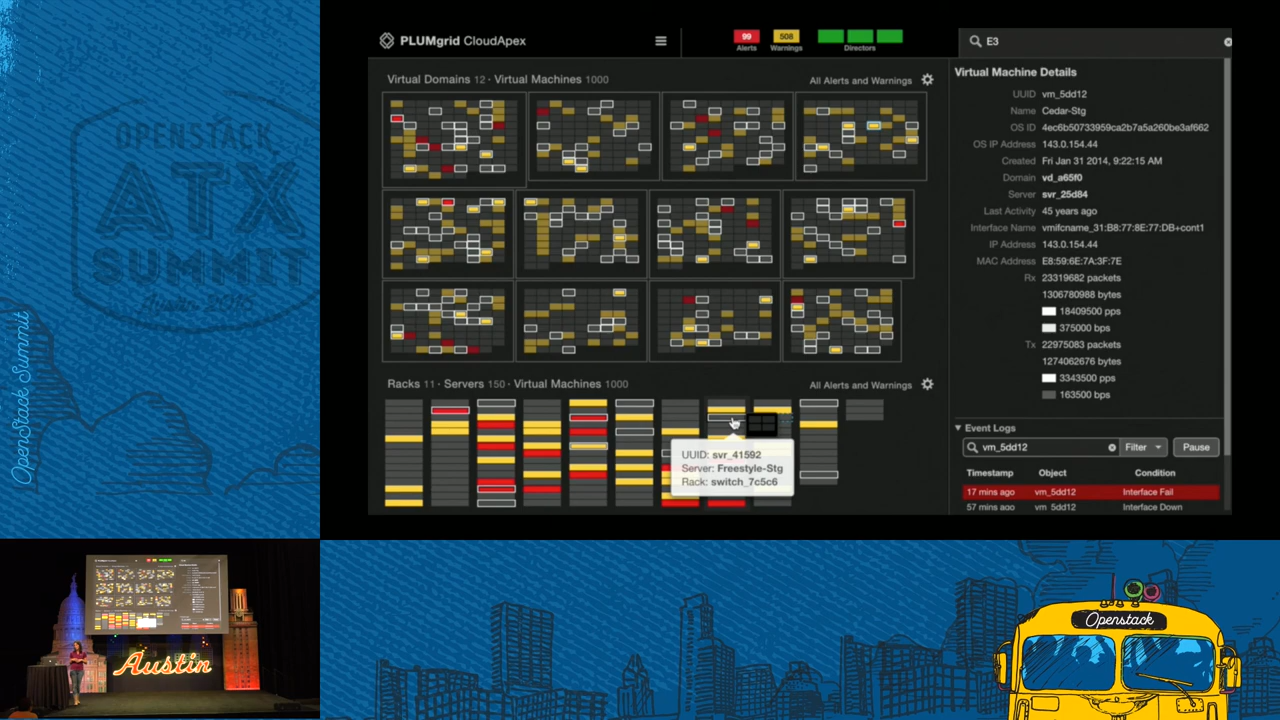 OPENSTACK
ATX
SUMMIT
OpenStack Summit
PLUMgrid CloudApex
99
Alerts
508
Warnings
Directors
E3
Virtual Domains 12 · Virtual Machines 1000
All Alerts and Warnings
Racks 11 · Servers 150 · Virtual Machines 1000
All Alerts and Warnings
UUID: svr_41592
Server: Freestyle-Stg
Rack: switch_7c5c6
Virtual Machine Details
UUID vm_5dd12
Name Cedar-Stg
OS ID 4ec6b50733959ca2b7a5a260be3af662
OS IP Address 143.0.154.44
Created Fri Jan 31 2014, 9:22:15 AM
Domain vd_a65f0
Server svr_25d84
Last Activity 45 years ago
Interface Name vmifcname_31:B8:77:8E:77:DB+cont1
IP Address 143.0.154.44
MAC Address E8:59:6E:7A:3F:7E
Rx 23319682 packets
1306780988 bytes
18409500 pps
375000 bps
Tx 22975083 packets
1274062676 bytes
3343500 pps
163500 bps
Event Logs
vm_5dd12 Filter Pause
Timestamp Object Condition
17 mins ago vm_5dd12 Interface Fail
57 mins ago vm_5dd12 Interface Down
Austin
Openstack